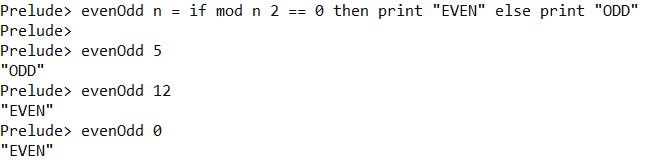 Prelude> evenOdd n = if mod n 2 == 0 then print "EVEN" else print "ODD"
Prelude>
Prelude> evenOdd 5
"ODD"
Prelude> evenOdd 12
"EVEN"
Prelude> evenOdd 0
"EVEN"